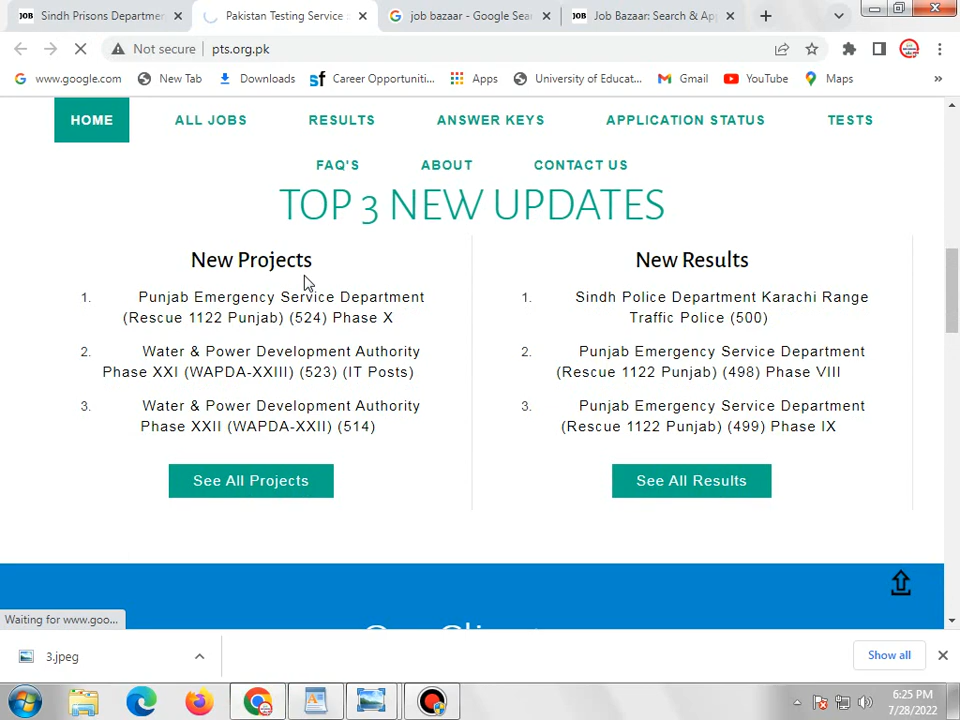 JOB Sindh Prisons Departmen
Pakistan Testing Service :
job bazaar - Google Sea
JOB Job Bazaar: Search & App
Not secure pts.org.pk
www.google.com New Tab Downloads Career Opportuniti... Apps University of Educat... Gmail YouTube Maps »
HOME ALL JOBS RESULTS ANSWER KEYS APPLICATION STATUS TESTS
FAQ'S ABOUT CONTACT US
TOP 3 NEW UPDATES
New Projects
1. Punjab Emergency Service Department
(Rescue 1122 Punjab) (524) Phase X
2. Water & Power Development Authority
Phase XXI (WAPDA-XXIII) (523) (IT Posts)
3. Water & Power Development Authority
Phase XXII (WAPDA-XXII) (514)
See All Projects
New Results
1. Sindh Police Department Karachi Range
Traffic Police (500)
2. Punjab Emergency Service Department
(Rescue 1122 Punjab) (498) Phase VIII
3. Punjab Emergency Service Department
(Rescue 1122 Punjab) (499) Phase IX
See All Results
Waiting for www.goo...
3.jpeg
Show all
6:25 PM
7/28/2022